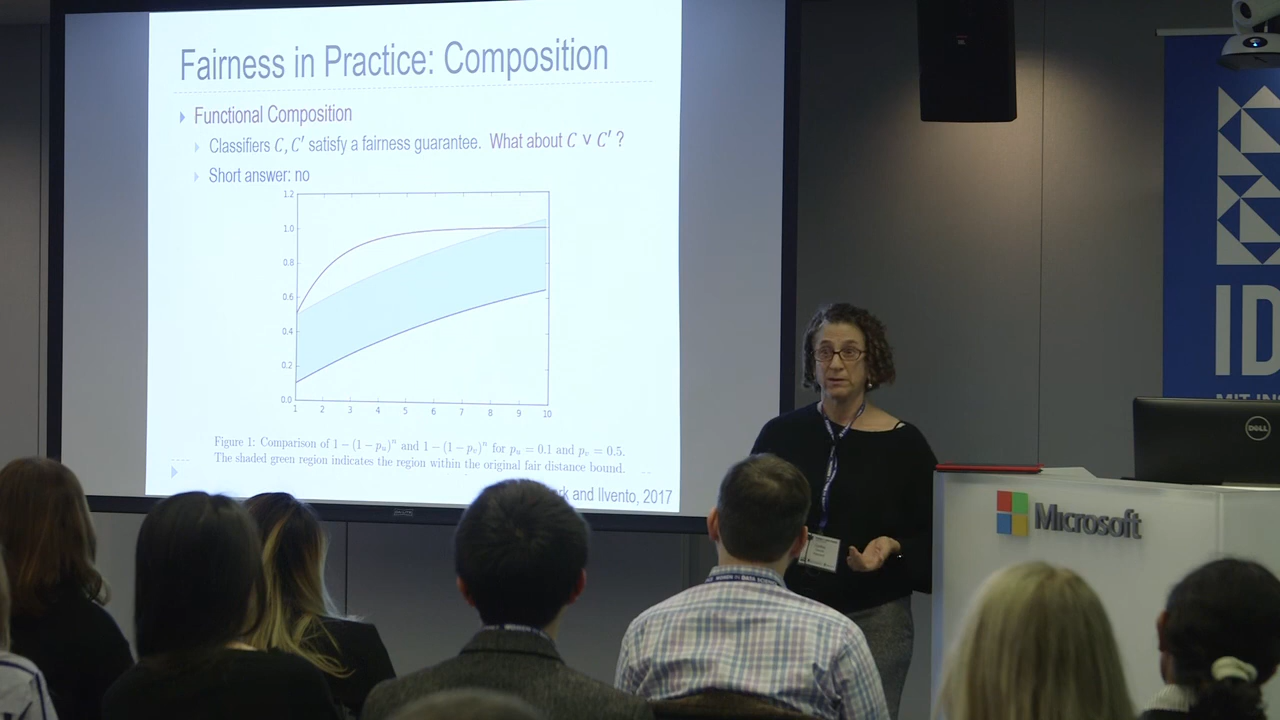 Fairness in Practice: Composition
Functional Composition
Classifiers C, C′ satisfy a fairness guarantee. What about C ∨ C′ ?
Short answer: no
1.2
1.0
0.8
0.6
0.4
0.2
0.0
1 2 3 4 5 6 7 8 9 10
Figure 1: Comparison of 1 − (1 − pᵤ)ⁿ and 1 − (1 − pᵥ)ⁿ for pᵤ = 0.1 and pᵥ = 0.5.
The shaded green region indicates the region within the original fair distance bound.
rk and Ilvento, 2017
ID
DELL
Microsoft
WOMEN
DATA